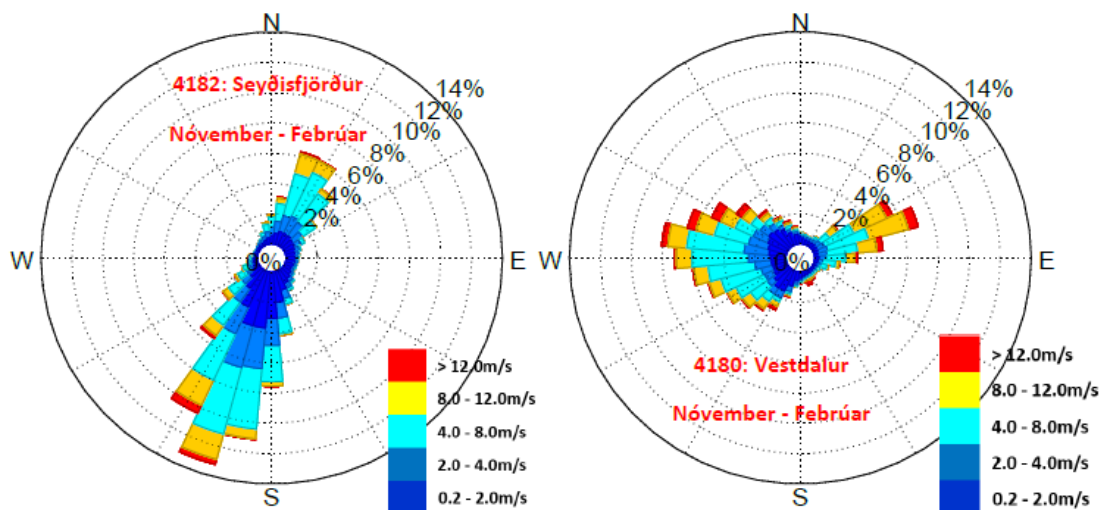 N
4182: Seyðisfjörður
Nóvember - Febrúar
14%
12%
10%
8%
6%
4%
2%
0%
W
E
S
> 12.0m/s
8.0 - 12.0m/s
4.0 - 8.0m/s
2.0 - 4.0m/s
0.2 - 2.0m/s
N
14%
12%
10%
8%
6%
4%
2%
0%
W
E
S
4180: Vestdalur
Nóvember - Febrúar
> 12.0m/s
8.0 - 12.0m/s
4.0 - 8.0m/s
2.0 - 4.0m/s
0.2 - 2.0m/s